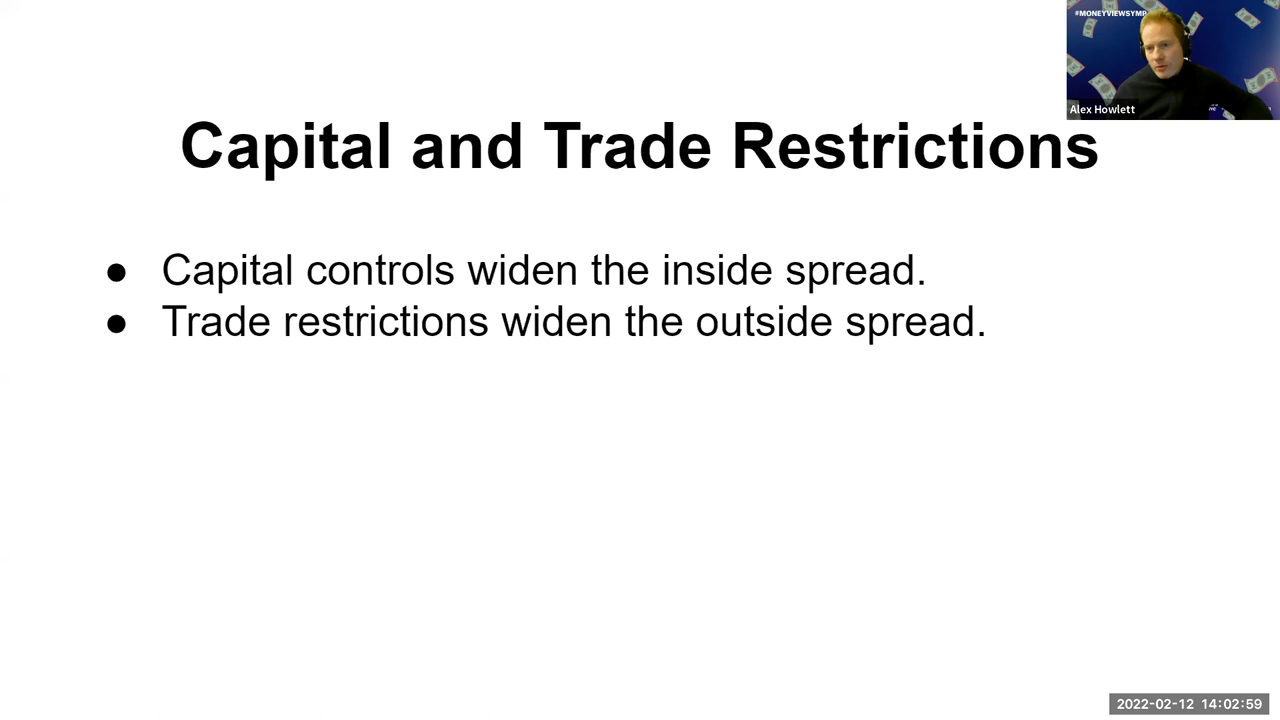 #MONEYVIEWSYMP
Alex Howlett
Capital and Trade Restrictions
● Capital controls widen the inside spread.
● Trade restrictions widen the outside spread.
2022-02-12 14:02:59